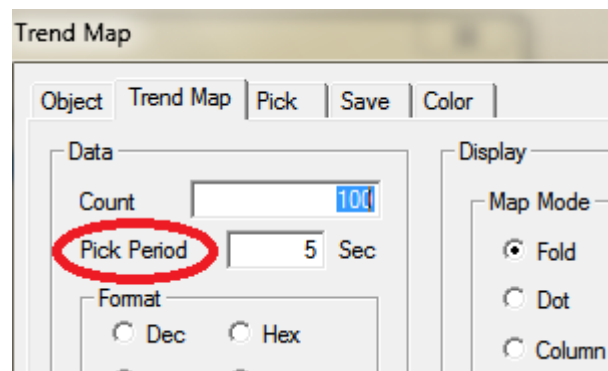 Trend Map
Object Trend Map Pick Save Color
Data
Count 100
Pick Period 5 Sec
Format
Dec Hex
Display
Map Mode
Fold
Dot
Column